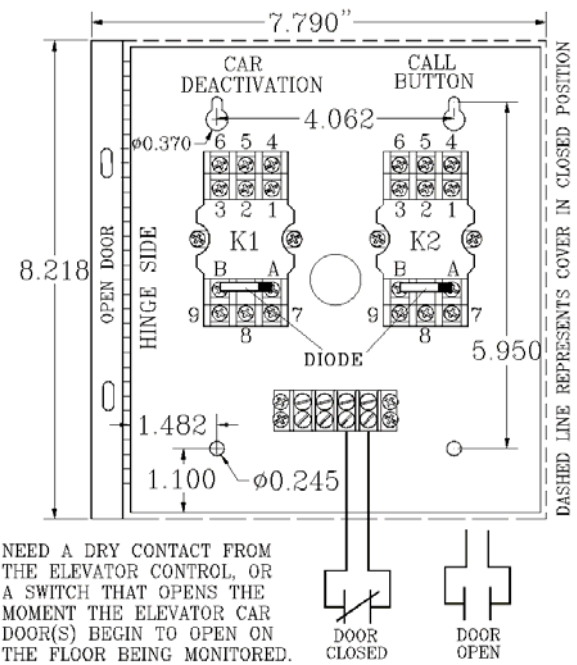 7.790"
CAR
DEACTIVATION
CALL
BUTTON
4.062
ø0.370
6 5 4
6 5 4
3 2 1
3 2 1
K1
K2
8.218
OPEN DOOR
HINGE SIDE
B A
B A
9 7
9 7
8
8
DIODE
5.950
1.482
1.100
ø0.245
DASHED LINE REPRESENTS COVER IN CLOSED POSITION
NEED A DRY CONTACT FROM
THE ELEVATOR CONTROL, OR
A SWITCH THAT OPENS THE
MOMENT THE ELEVATOR CAR
DOOR(S) BEGIN TO OPEN ON
THE FLOOR BEING MONITORED.
DOOR
CLOSED
DOOR
OPEN